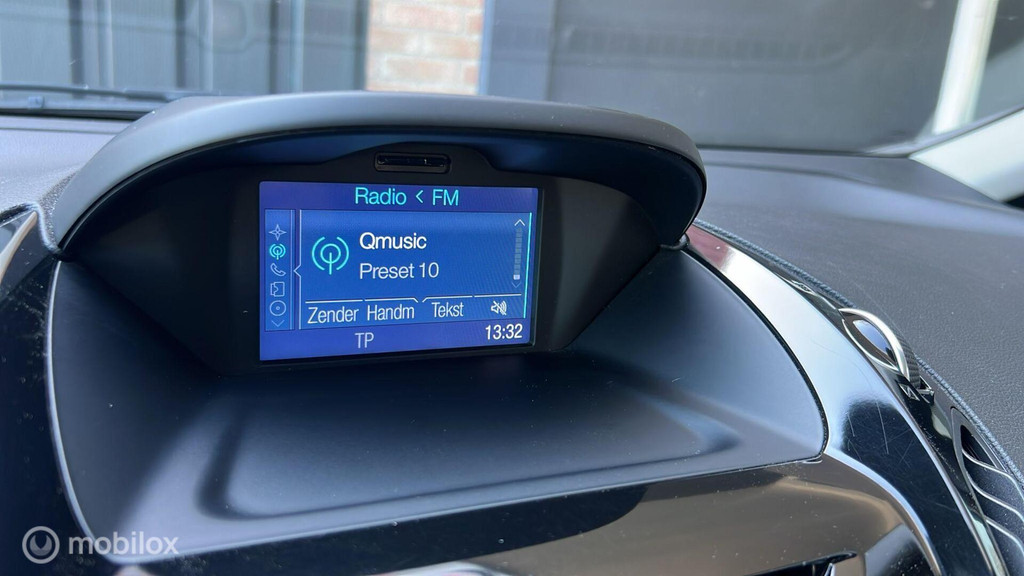 Radio < FM
Qmusic
Preset 10
Zender Handm Tekst
TP 13:32
mobilox